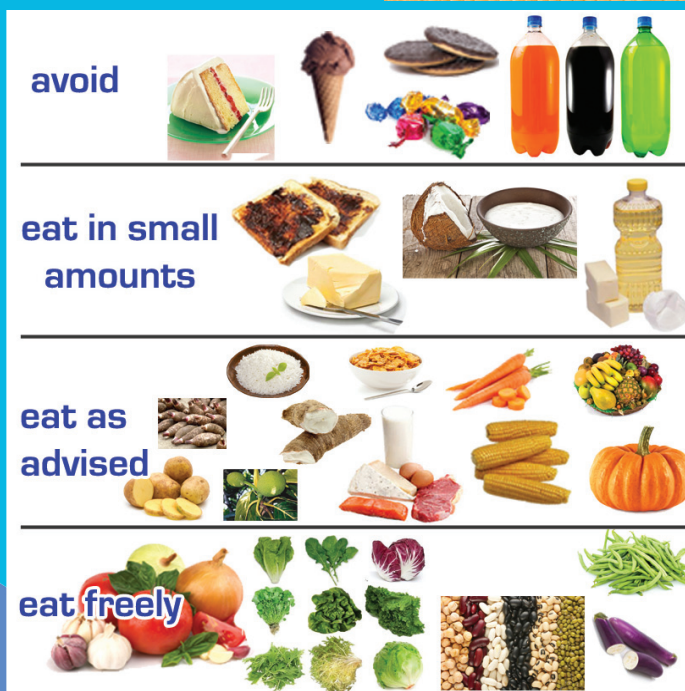 avoid
eat in small
amounts
eat as
advised
eat freely